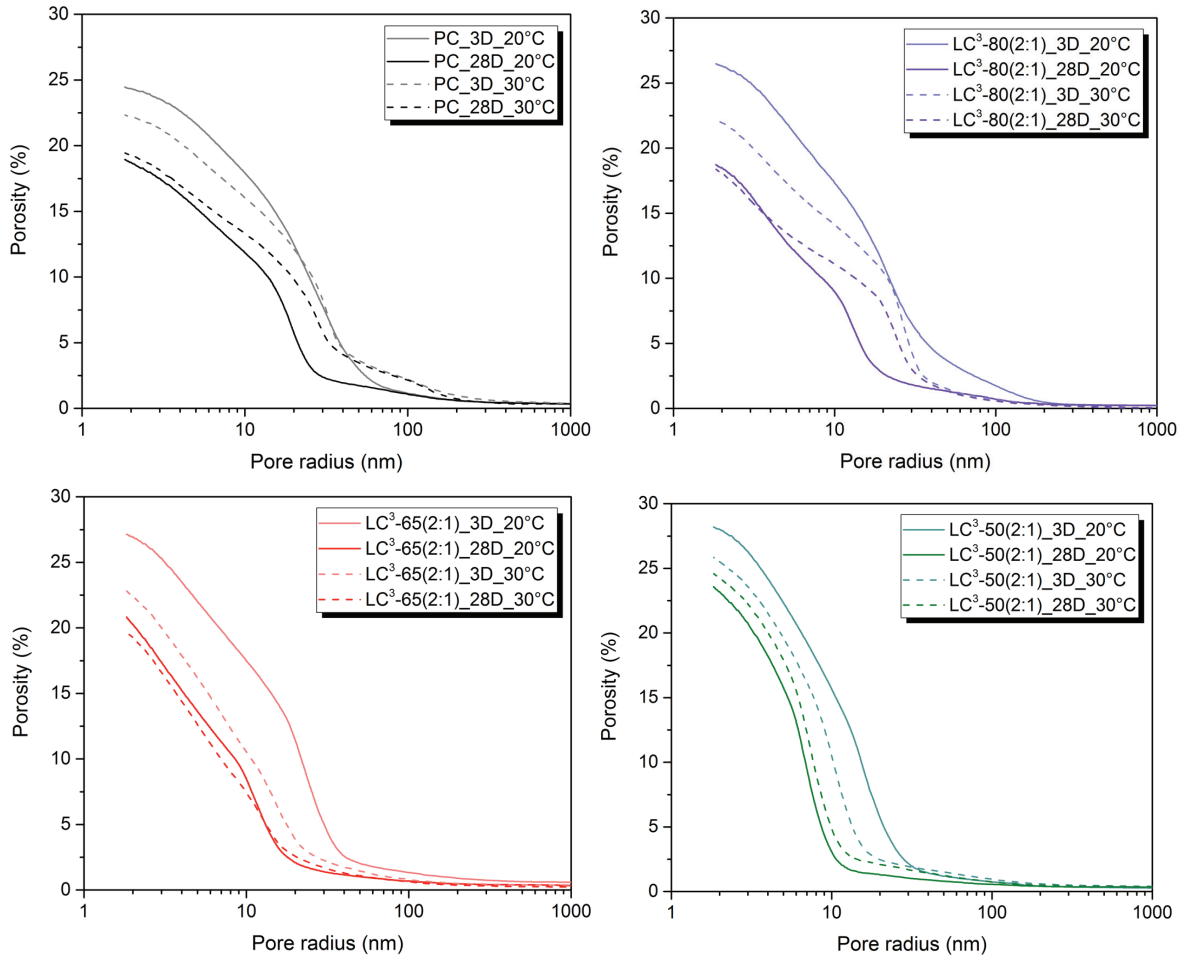 30
25
20
15
10
5
0
Porosity (%)
PC_3D_20°C
PC_28D_20°C
PC_3D_30°C
PC_28D_30°C
1 10 100 1000
Pore radius (nm)
30
25
20
15
10
5
0
Porosity (%)
LC³-80(2:1)_3D_20°C
LC³-80(2:1)_28D_20°C
LC³-80(2:1)_3D_30°C
LC³-80(2:1)_28D_30°C
1 10 100 1000
Pore radius (nm)
30
25
20
15
10
5
0
Porosity (%)
LC³-65(2:1)_3D_20°C
LC³-65(2:1)_28D_20°C
LC³-65(2:1)_3D_30°C
LC³-65(2:1)_28D_30°C
1 10 100 1000
Pore radius (nm)
30
25
20
15
10
5
0
Porosity (%)
LC³-50(2:1)_3D_20°C
LC³-50(2:1)_28D_20°C
LC³-50(2:1)_3D_30°C
LC³-50(2:1)_28D_30°C
1 10 100 1000
Pore radius (nm)